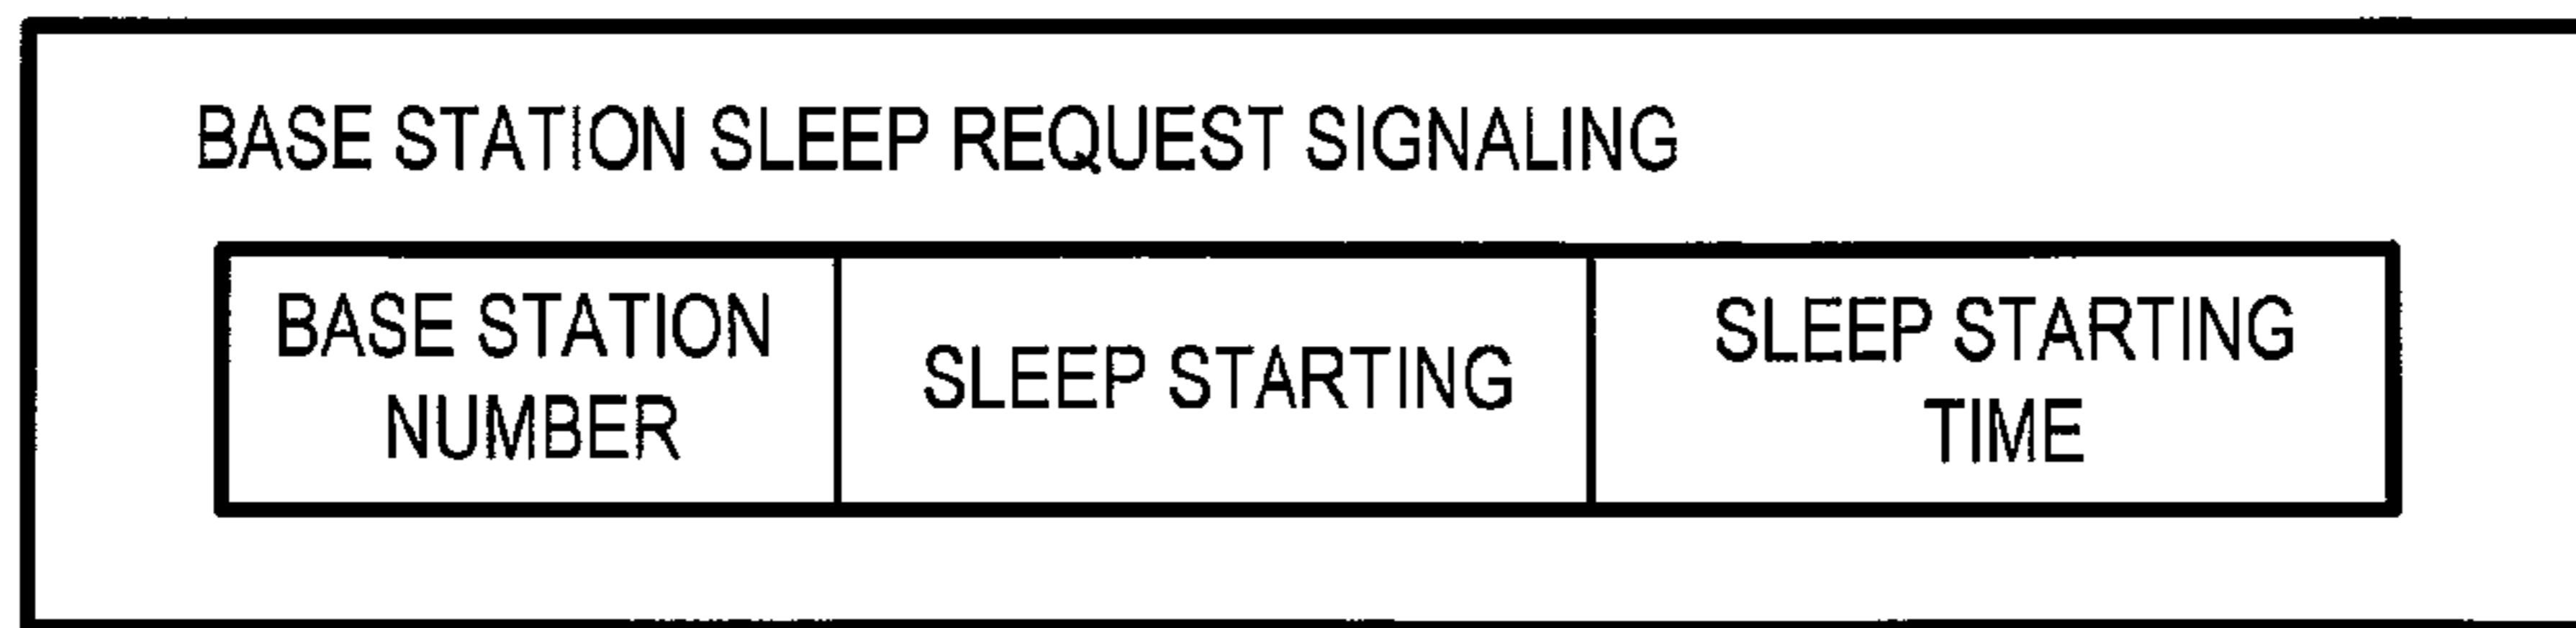 BASE STATION SLEEP REQUEST SIGNALING
BASE STATION
NUMBER
SLEEP STARTING
SLEEP STARTING
TIME